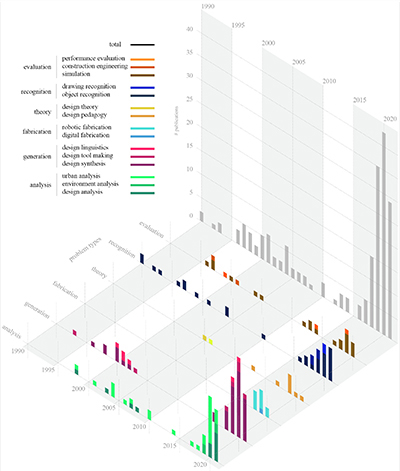 1990
1995
2000
2005
2010
2015
2020
40
35
30
25
20
15
10
5
0
# publications
total
evaluation
performance evaluation
construction engineering
simulation
recognition
drawing recognition
object recognition
theory
design theory
design pedagogy
fabrication
robotic fabrication
digital fabrication
generation
design linguistics
design tool making
design synthesis
analysis
urban analysis
environment analysis
design analysis
problem types
evaluation
recognition
theory
fabrication
generation
analysis
1990
1995
2000
2005
2010
2015
2020